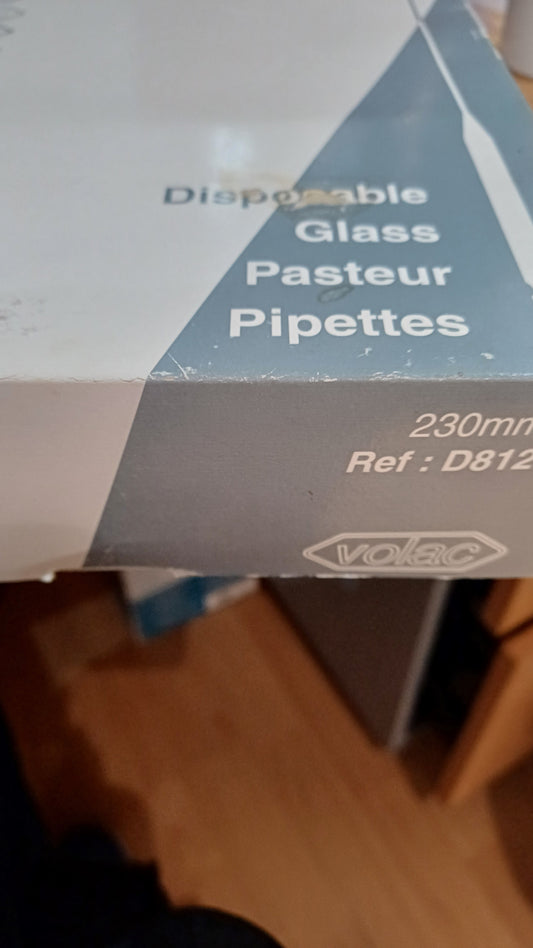 Disposable
Glass
Pasteur
Pipettes
230mm
Ref : D812
volac